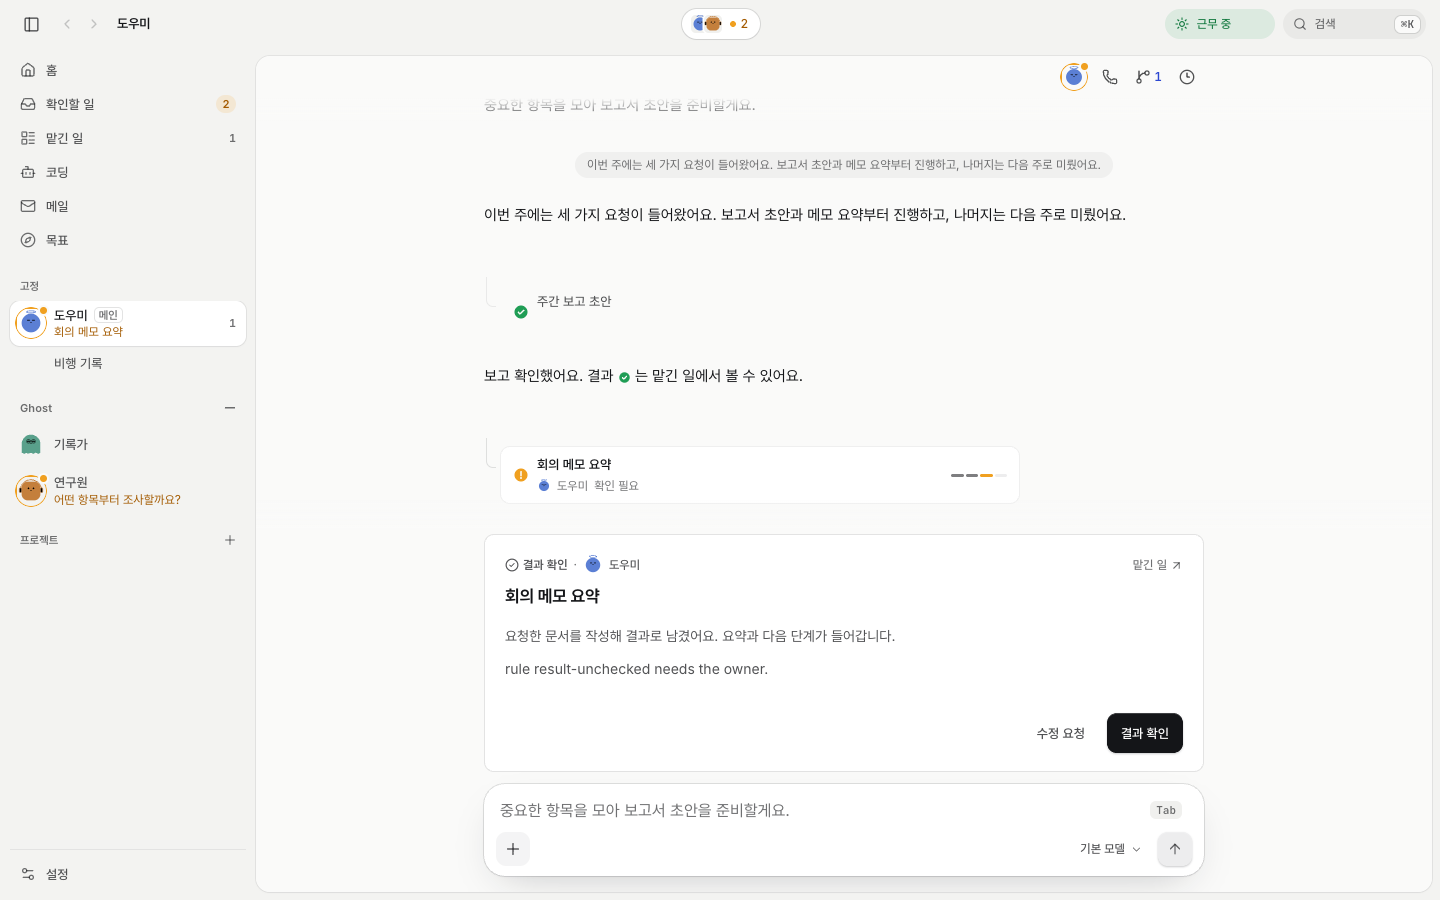 도우미
2
근무 중
검색
⌘K
홈
확인할 일
2
맡긴 일
1
코딩
메일
목표
고정
도우미
메인
회의 메모 요약
1
비행 기록
Ghost
기록가
연구원
어떤 항목부터 조사할까요?
프로젝트
설정
1
중요한 항목을 모아 보고서 초안을 준비할게요.
이번 주에는 세 가지 요청이 들어왔어요. 보고서 초안과 메모 요약부터 진행하고, 나머지는 다음 주로 미뤘어요.
이번 주에는 세 가지 요청이 들어왔어요. 보고서 초안과 메모 요약부터 진행하고, 나머지는 다음 주로 미뤘어요.
주간 보고 초안
보고 확인했어요. 결과 는 맡긴 일에서 볼 수 있어요.
회의 메모 요약
도우미 확인 필요
결과 확인 · 도우미
맡긴 일
회의 메모 요약
요청한 문서를 작성해 결과로 남겼어요. 요약과 다음 단계가 들어갑니다.
rule result-unchecked needs the owner.
수정 요청
결과 확인
중요한 항목을 모아 보고서 초안을 준비할게요.
Tab
기본 모델